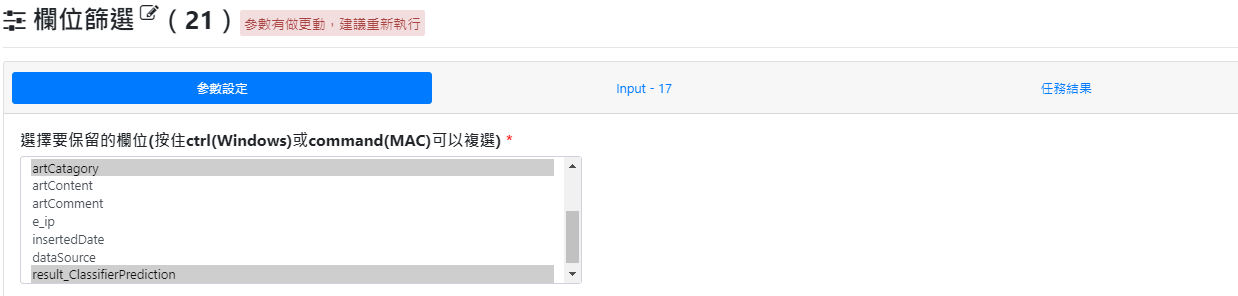 欄位篩選 ( 21 ) 參數有做更動，建議重新執行
參數設定 Input - 17 任務結果
選擇要保留的欄位(按住ctrl(Windows)或command(MAC)可以複選) *
artCatagory
artContent
artComment
e_ip
insertedDate
dataSource
result_ClassifierPrediction